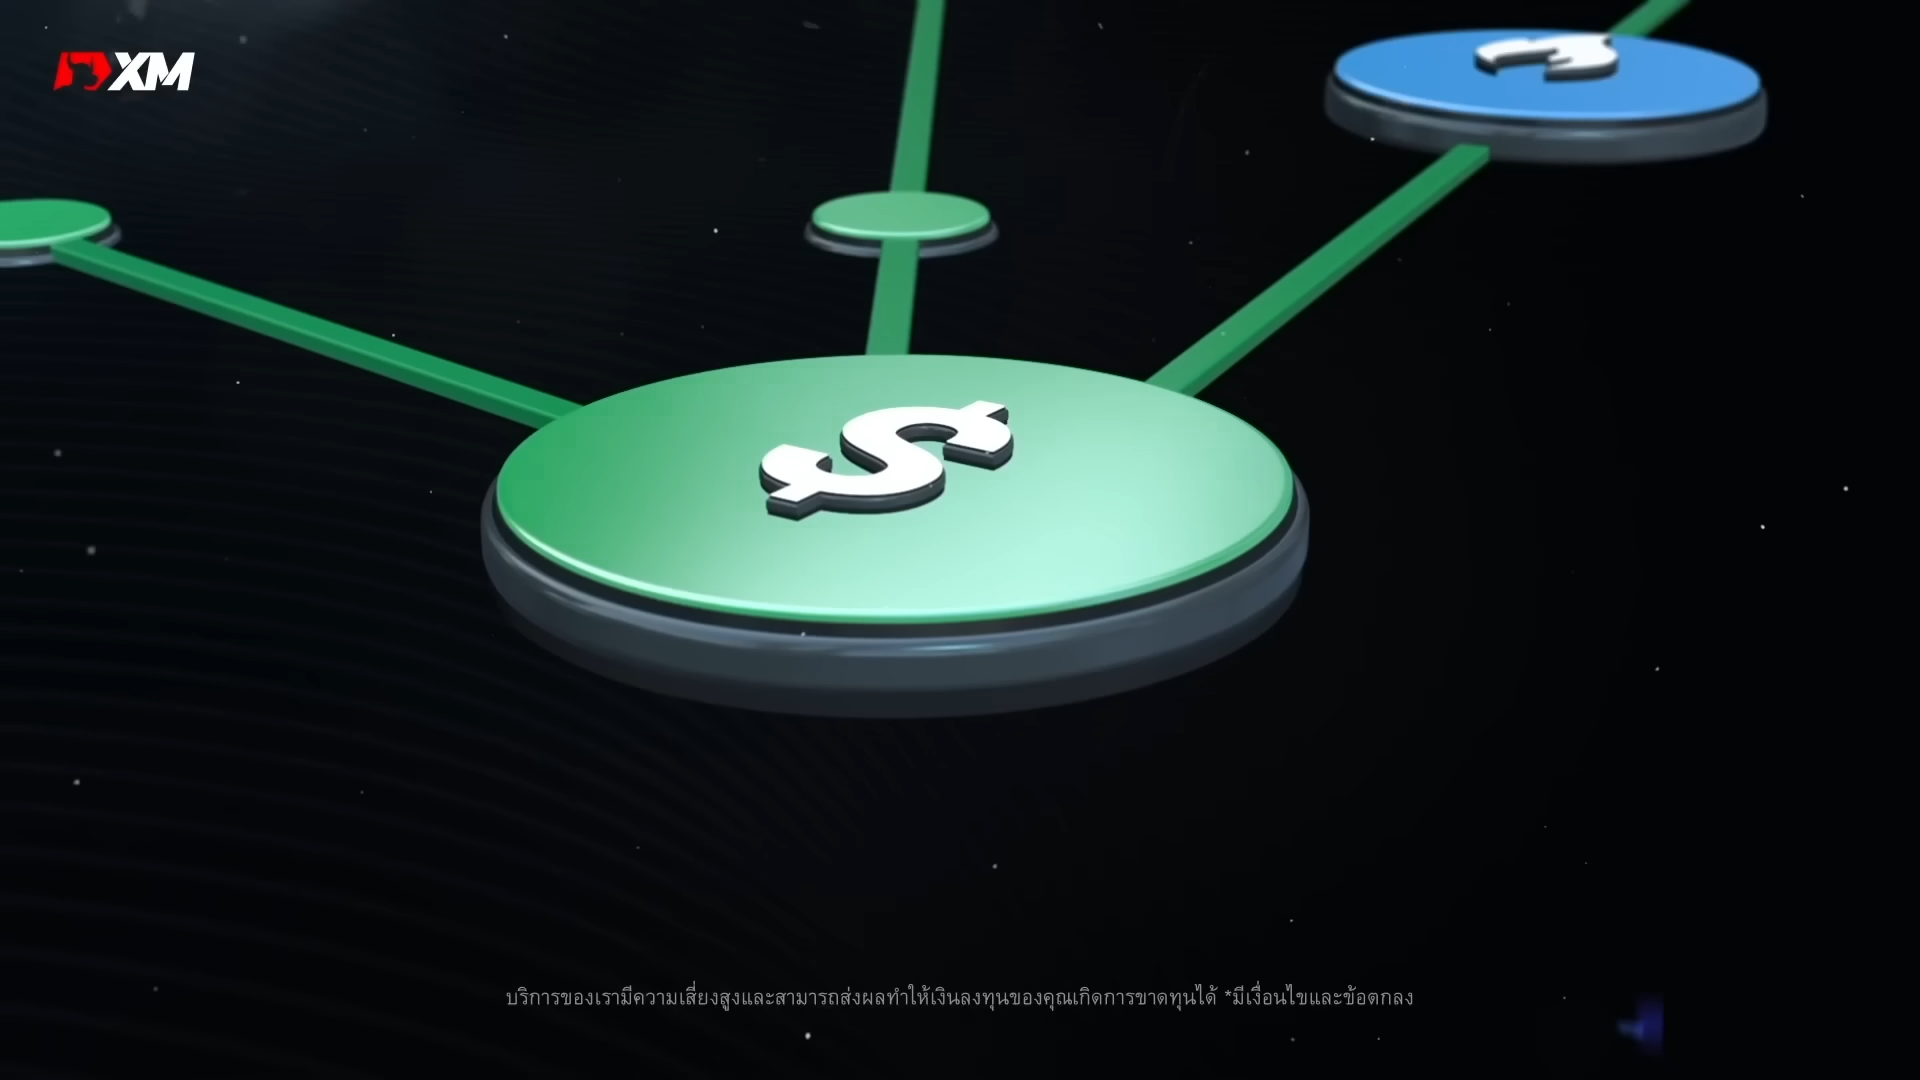 XM
$
บริการของเรามีความเสี่ยงสูงและสามารถส่งผลทำให้เงินลงทุนของคุณเกิดการขาดทุนได้ *มีเงื่อนไขและข้อตกลง